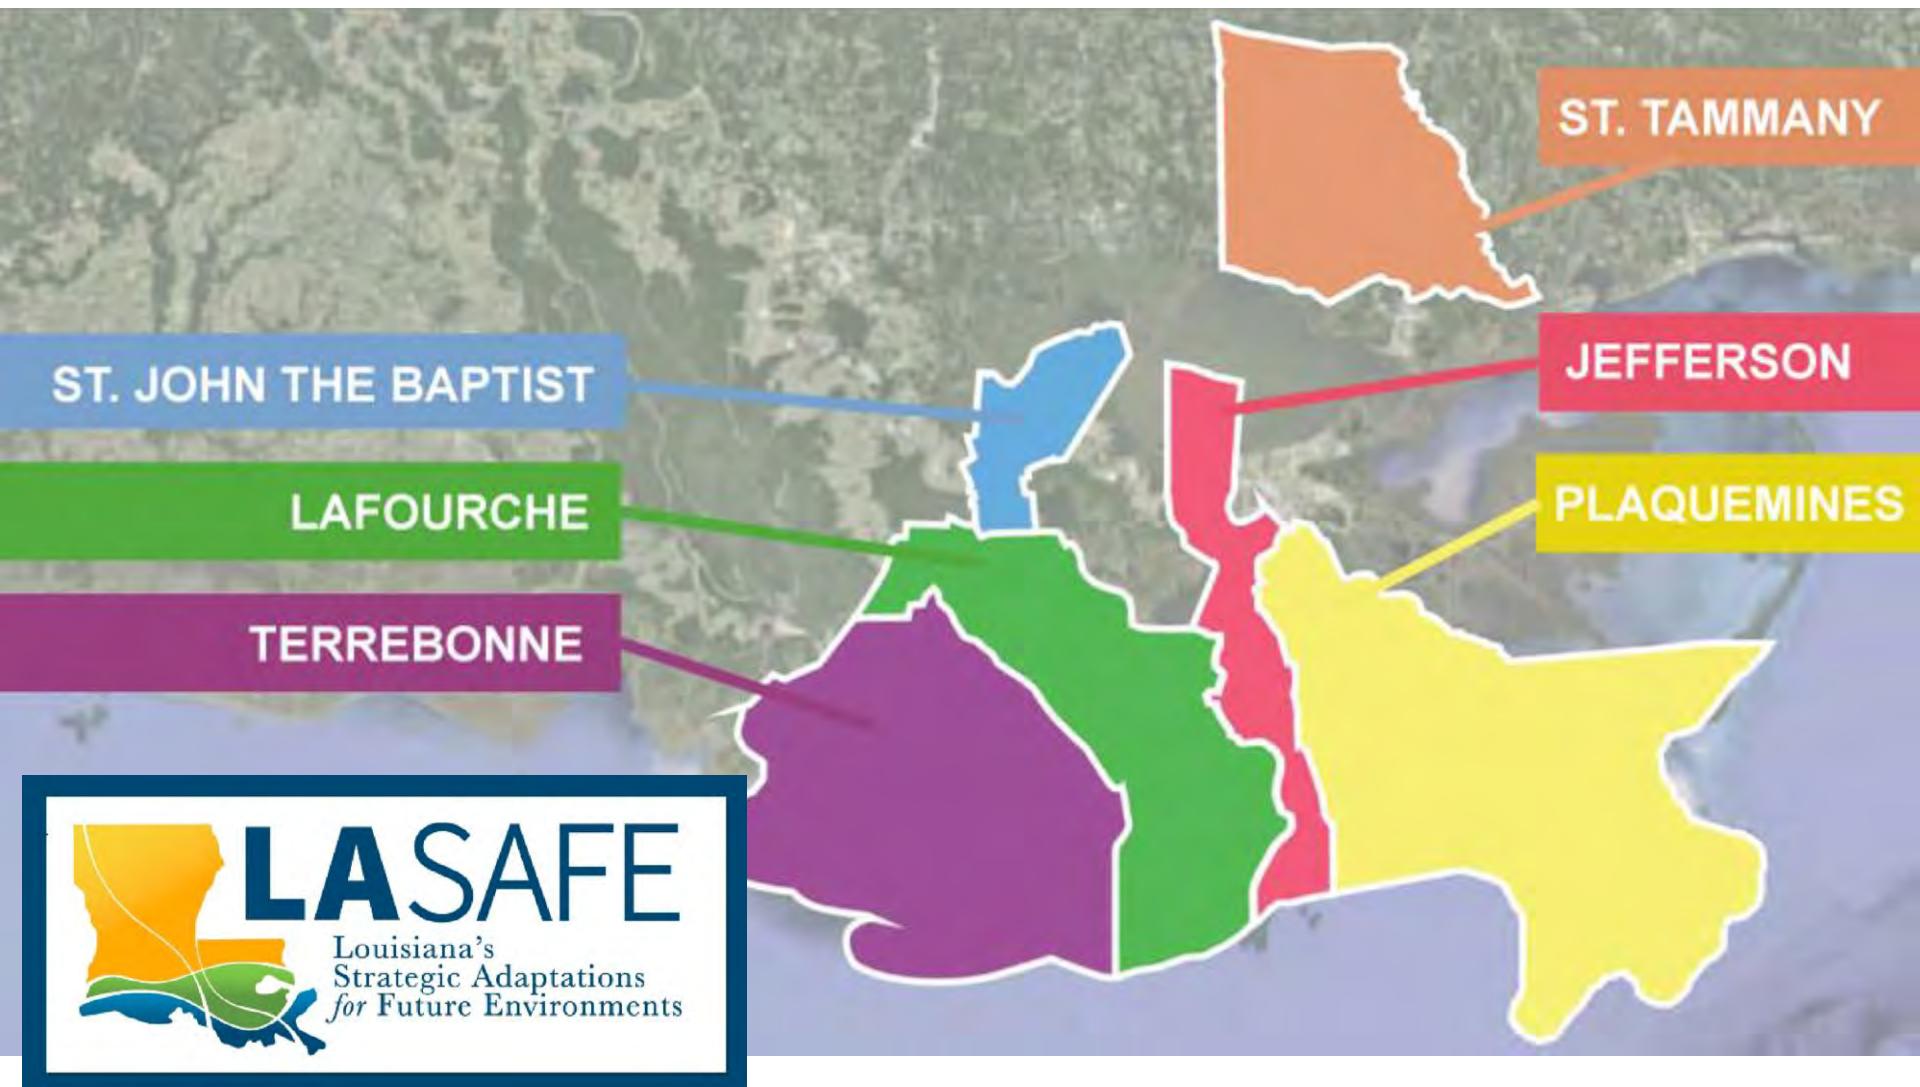 ST. TAMMANY
ST. JOHN THE BAPTIST
JEFFERSON
LAFOURCHE
PLAQUEMINES
TERREBONNE
LASAFE
Louisiana's
Strategic Adaptations
for Future Environments